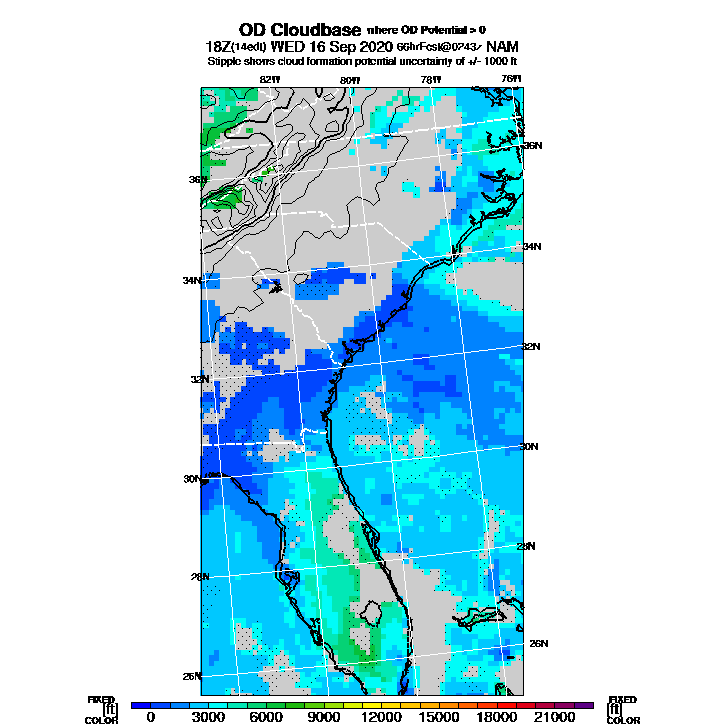 OD Cloudbase where OD Potential > 0
18Z(14edt) WED 16 Sep 2020 66hrFcst@0243z NAM
Stipple shows cloud formation potential uncertainty of +/- 1000 ft
82W 80W 78W 76W
36N 36N
34N 34N
32N 32N
30N 30N
28N 28N
26N 26N
FIXED FIXED
[ft] [ft]
COLOR COLOR
0 3000 6000 9000 12000 15000 18000 21000